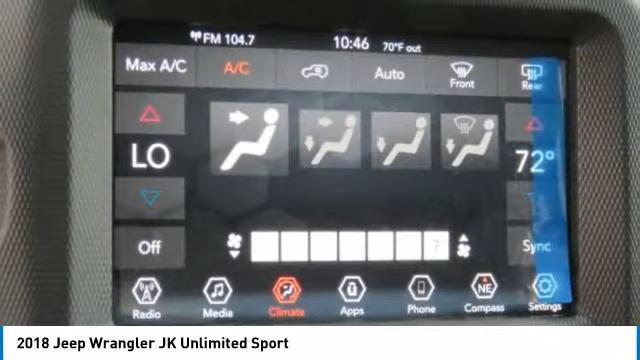 FM 104.7 10:46 70°F out
Max A/C A/C Auto Front Rear
LO 72°
Off 7 Sync
Radio Media Climate Apps Phone NE Compass Settings
2018 Jeep Wrangler JK Unlimited Sport